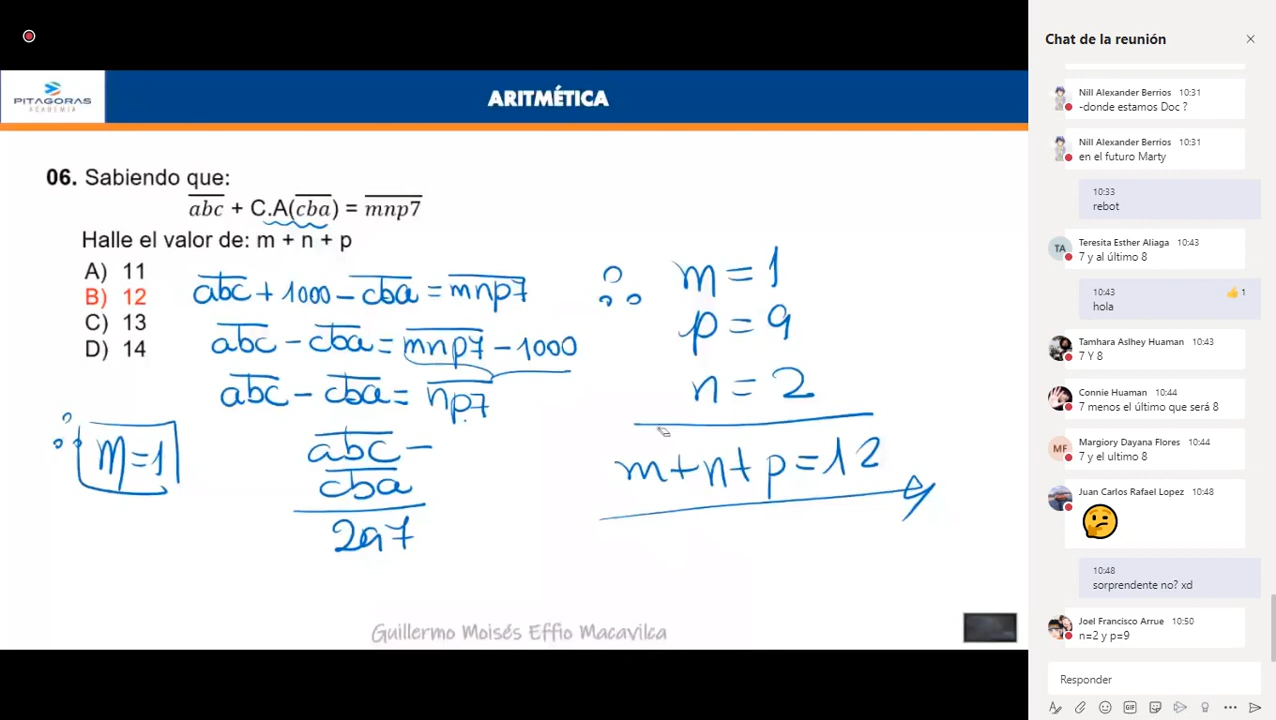 PITAGORAS
ACADEMIA
ARITMÉTICA
06. Sabiendo que:
abc + C.A(cba) = mnp7
Halle el valor de: m + n + p
A) 11
B) 12
C) 13
D) 14
abc + 1000 - cba = mnp7
abc - cba = mnp7 - 1000
abc - cba = np7
∴ m=1
abc -
cba
297
∴ m = 1
p = 9
n = 2
m+n+p=12
Guillermo Moisés Effio Macavilca
Chat de la reunión
Nill Alexander Berrios 10:31
-donde estamos Doc ?
Nill Alexander Berrios 10:31
en el futuro Marty
10:33
rebot
TA
Teresita Esther Aliaga 10:43
7 y al último 8
10:43
👍 1
hola
Tamhara Aslhey Huaman 10:43
7 Y 8
Connie Huaman 10:44
7 menos el último que será 8
MF
Margiory Dayana Flores 10:44
7 y el ultimo 8
Juan Carlos Rafael Lopez 10:48
🤔
10:48
sorprendente no? xd
Joel Francisco Arrue 10:50
n=2 y p=9
Responder
GIF